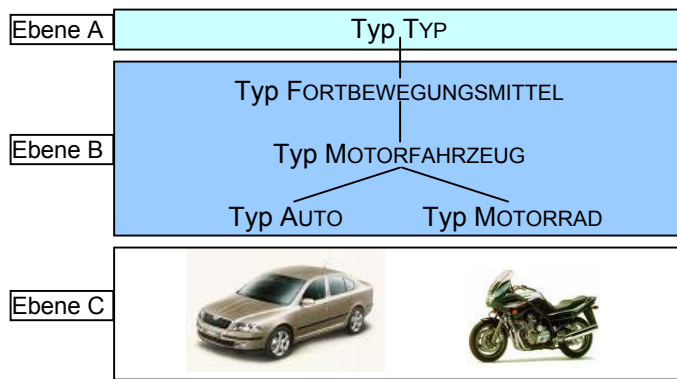 Ebene A
Typ TYP
Typ FORTBEWEGUNGSMITTEL
Ebene B
Typ MOTORFAHRZEUG
Typ AUTO Typ MOTORRAD
Ebene C